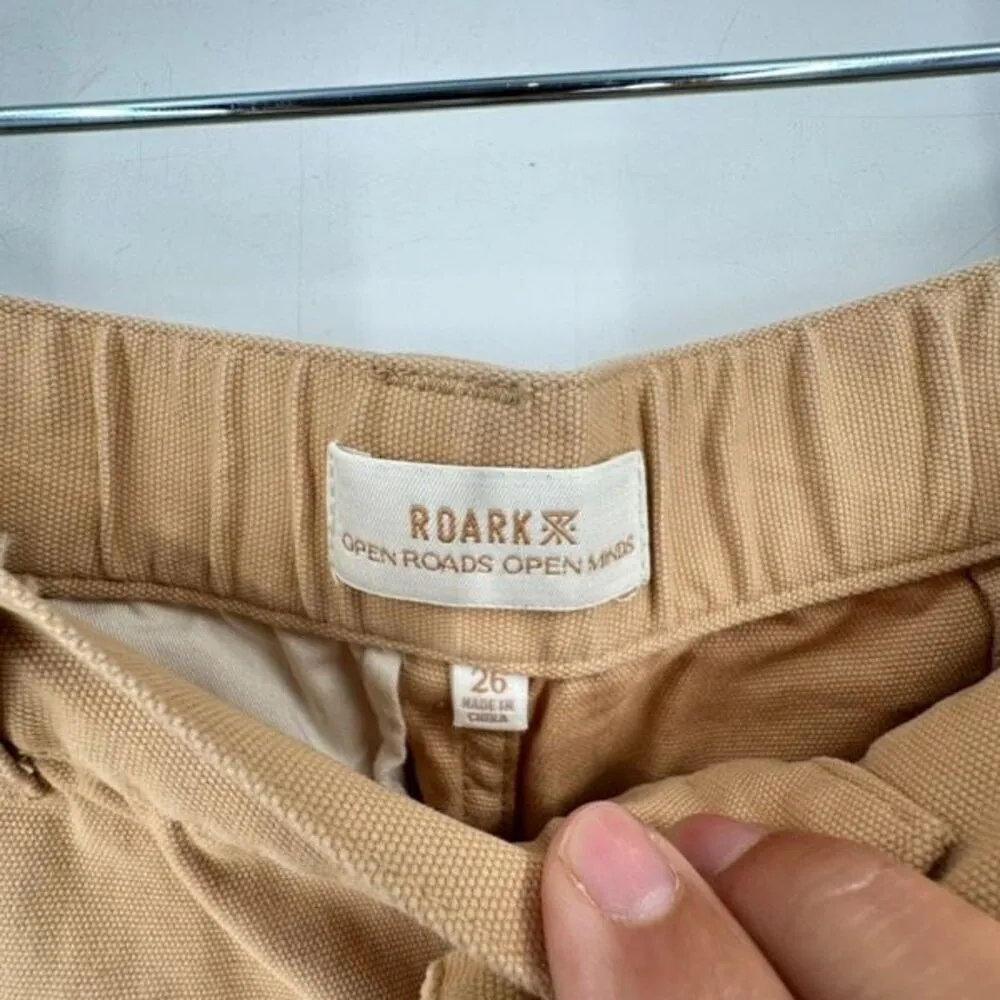 ROARK
OPEN ROADS OPEN MINDS
26
MADE IN
CHINA